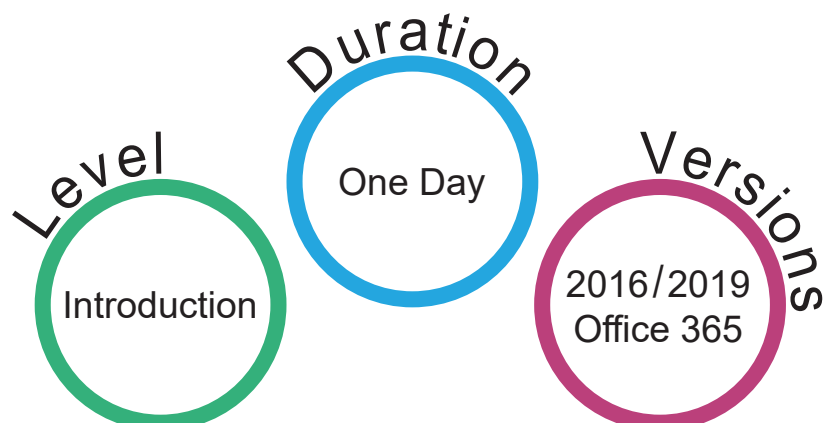 Level
Introduction
Duration
One Day
Versions
2016/2019
Office 365